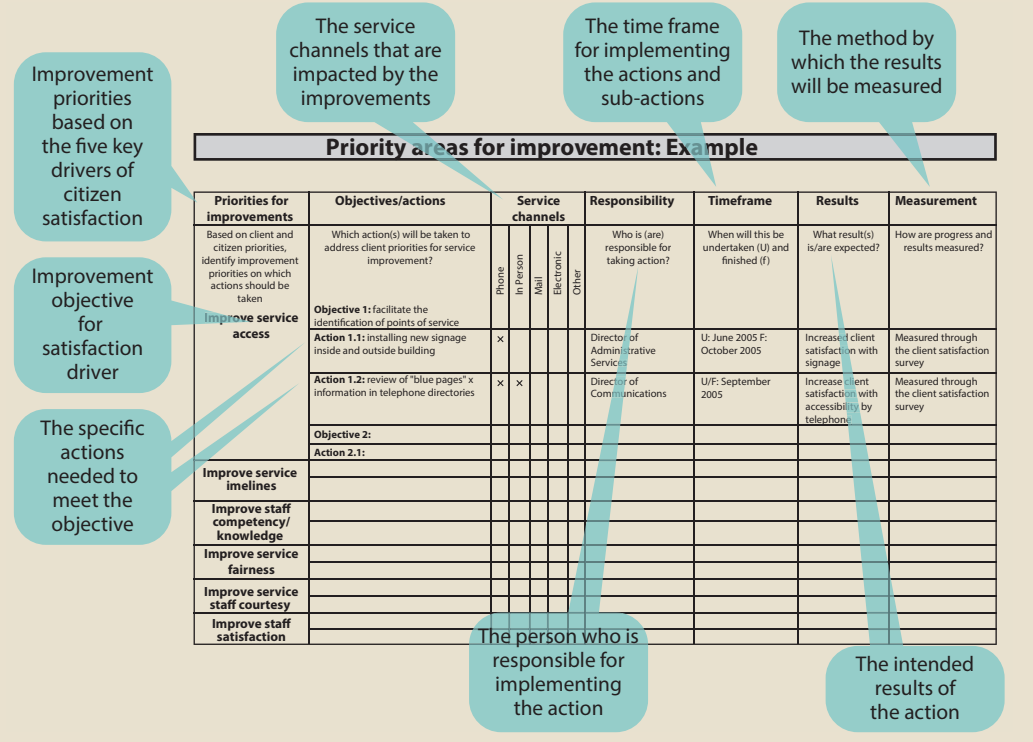 The service
channels that are
impacted by the
improvements
The time frame
for implementing
the actions and
sub-actions
The method by
which the results
will be measured
Improvement
priorities
based on
the five key
drivers of
citizen
satisfaction
Priority areas for improvement: Example
Priorities for
improvements
Objectives/actions
Service
channels
Responsibility
Timeframe
Results
Measurement
Based on client and
citizen priorities,
identify improvement
priorities on which
actions should be
taken
Which action(s) will be taken to
address client priorities for service
improvement?
Phone
In Person
Mail
Electronic
Other
Who is (are)
responsible for
taking action?
When will this be
undertaken (U) and
finished (f)
What result(s)
is/are expected?
How are progress and
results measured?
Improvement
objective
for
satisfaction
driver
Improve service
access
Objective 1: facilitate the
identification of points of service
Action 1.1: installing new signage
inside and outside building
×
Director of
Administrative
Services
U: June 2005 F:
October 2005
Increased client
satisfaction with
signage
Measured through
the client satisfaction
survey
Action 1.2: review of "blue pages" x
information in telephone directories
× ×
Director of
Communications
U/F: September
2005
Increase client
satisfaction with
accessibility by
telephone
Measured through
the client satisfaction
survey
The specific
actions
needed to
meet the
objective
Objective 2:
Action 2.1:
Improve service
imelines
Improve staff
competency/
knowledge
Improve service
fairness
Improve service
staff courtesy
Improve staff
satisfaction
The person who is
responsible for
implementing
the action
The intended
results of
the action